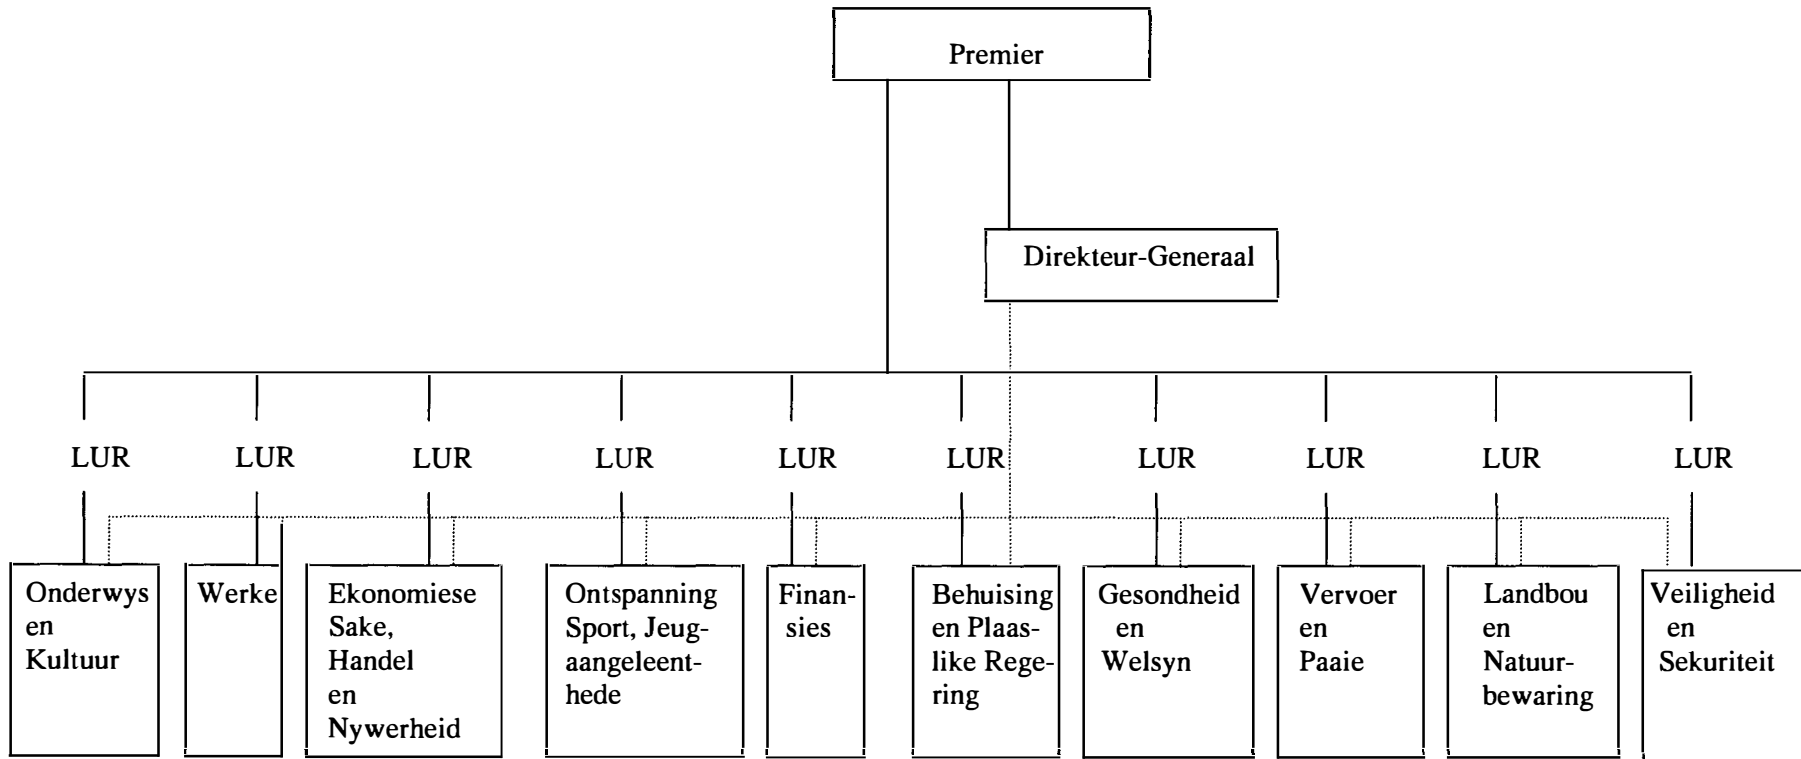 Premier
Direkteur-Generaal
LUR LUR LUR LUR LUR LUR LUR LUR LUR LUR
Onderwys
en
Kultuur
Werke
Ekonomiese
Sake,
Handel
en
Nywerheid
Ontspanning
Sport, Jeug-
aangeleent-
hede
Finan-
sies
Behuising
en Plaas-
like Rege-
ring
Gesondheid
en
Welsyn
Vervoer
en
Paaie
Landbou
en
Natuur-
bewaring
Veiligheid
en
Sekuriteit